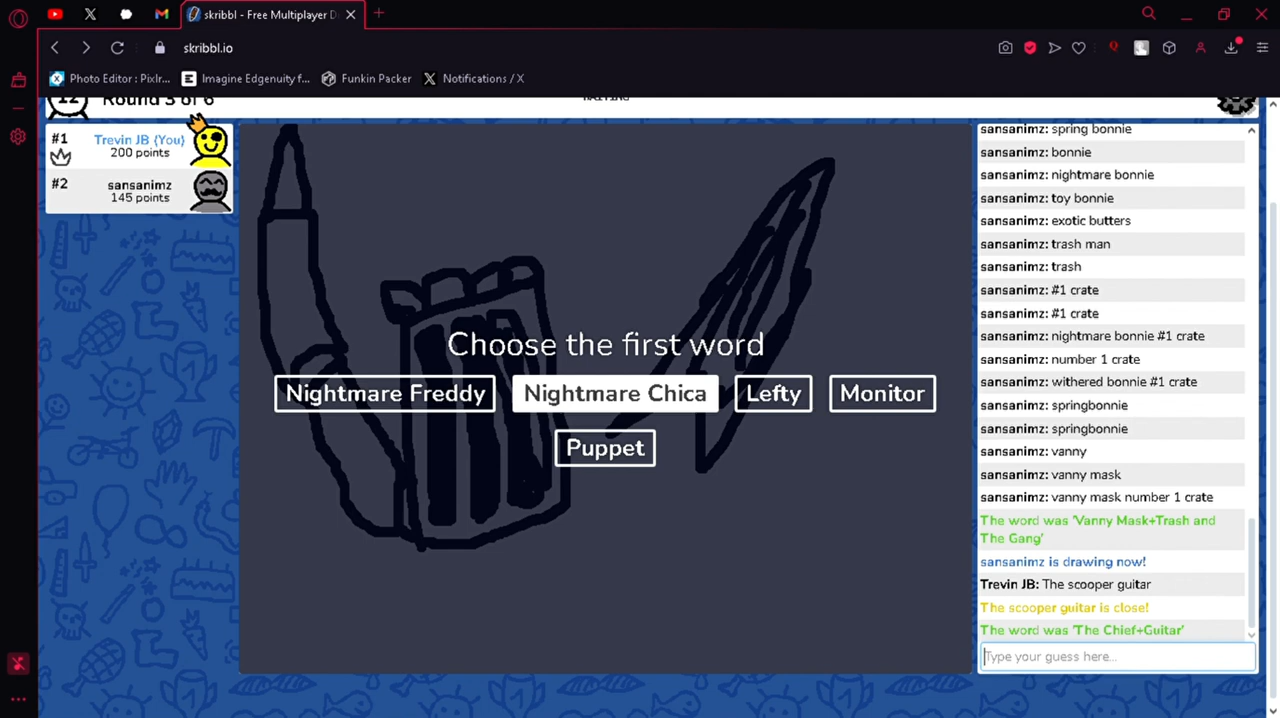 skribbl - Free Multiplayer D
skribbl.io
Photo Editor : Pixlr... Imagine Edgenuity f... Funkin Packer Notifications / X
12 Round 3 of 6 WAITING
#1 Trevin JB {You}
200 points
#2 sansanimz
145 points
Choose the first word
Nightmare Freddy Nightmare Chica Lefty Monitor
Puppet
sansanimz: spring bonnie
sansanimz: bonnie
sansanimz: nightmare bonnie
sansanimz: toy bonnie
sansanimz: exotic butters
sansanimz: trash man
sansanimz: trash
sansanimz: #1 crate
sansanimz: #1 crate
sansanimz: nightmare bonnie #1 crate
sansanimz: number 1 crate
sansanimz: withered bonnie #1 crate
sansanimz: springbonnie
sansanimz: springbonnie
sansanimz: vanny
sansanimz: vanny mask
sansanimz: vanny mask number 1 crate
The word was 'Vanny Mask+Trash and
The Gang'
sansanimz is drawing now!
Trevin JB: The scooper guitar
The scooper guitar is close!
The word was 'The Chief+Guitar'
Type your guess here...